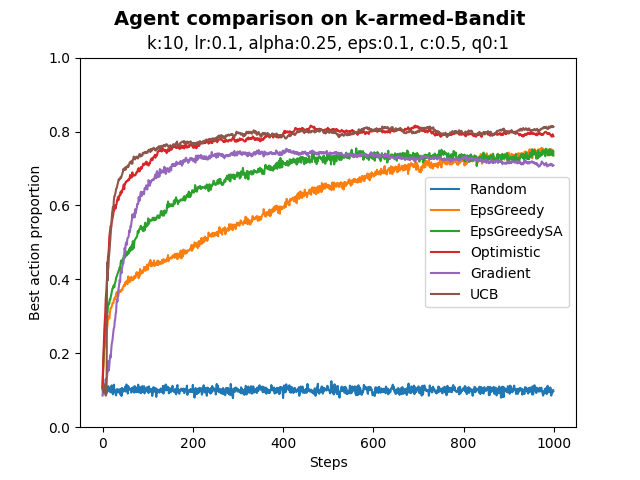 Agent comparison on k-armed-Bandit
k:10, lr:0.1, alpha:0.25, eps:0.1, c:0.5, q0:1
1.0
0.8
0.6
0.4
0.2
0.0
Best action proportion
Random
EpsGreedy
EpsGreedySA
Optimistic
Gradient
UCB
0 200 400 600 800 1000
Steps